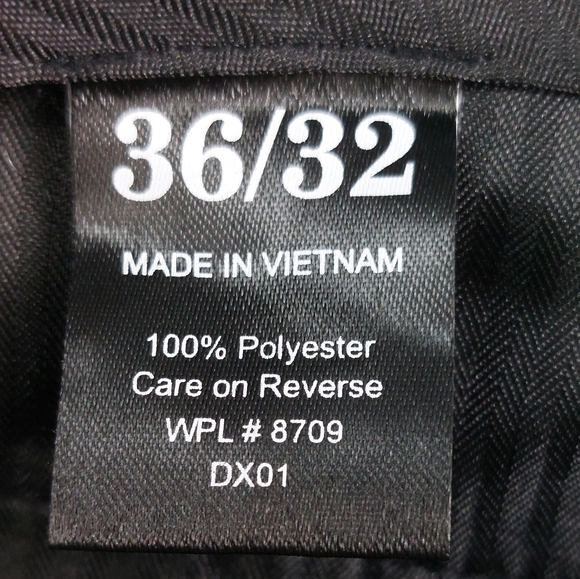 36/32
MADE IN VIETNAM
100% Polyester
Care on Reverse
WPL # 8709
DX01